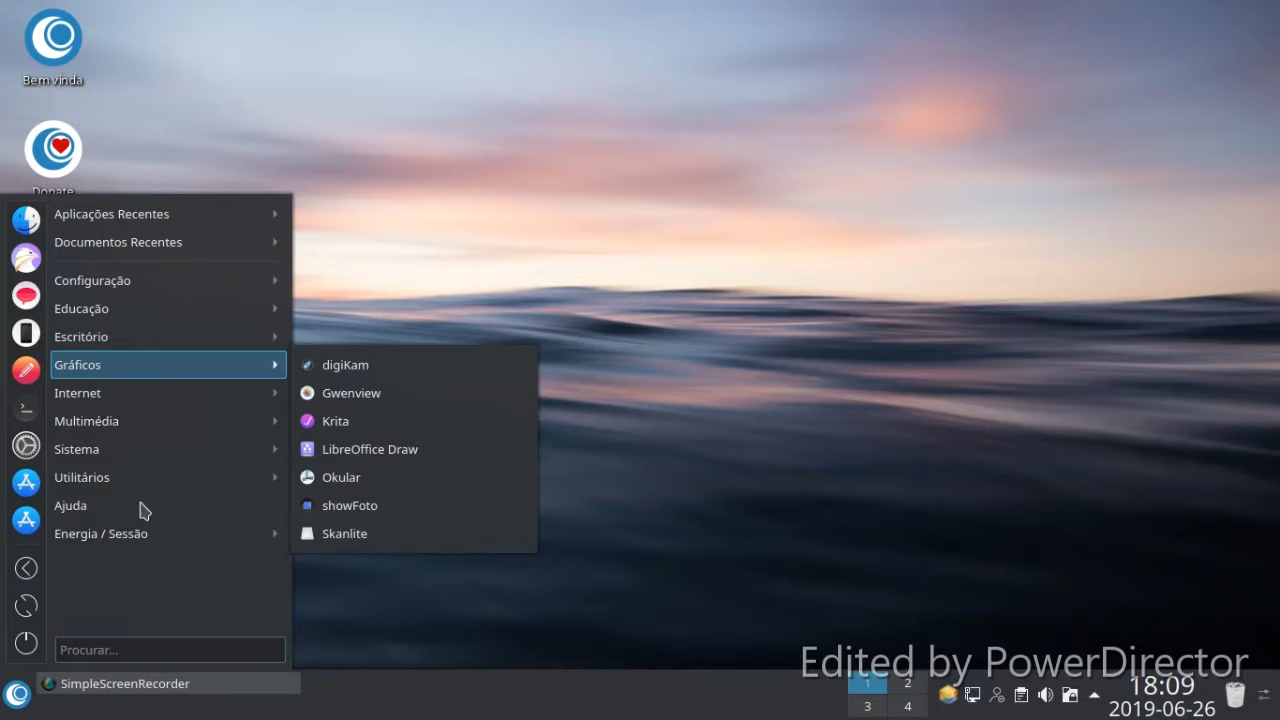 Bem vinda
Donate
Aplicações Recentes
Documentos Recentes
Configuração
Educação
Escritório
Gráficos
Internet
Multimédia
Sistema
Utilitários
Ajuda
Energia / Sessão
Procurar...
digiKam
Gwenview
Krita
LibreOffice Draw
Okular
showFoto
Skanlite
Edited by PowerDirector
SimpleScreenRecorder
1
2
3
4
18:09
2019-06-26